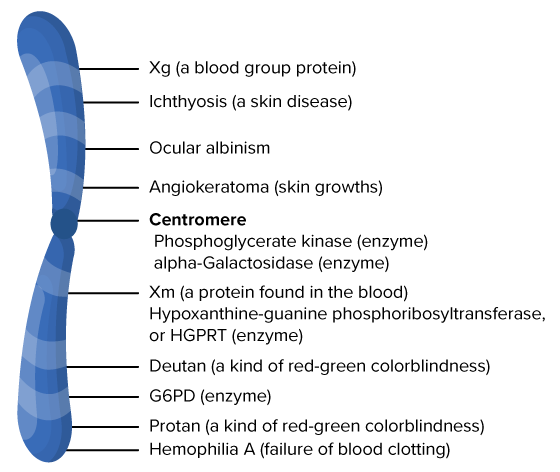 Xg (a blood group protein)
Ichthyosis (a skin disease)
Ocular albinism
Angiokeratoma (skin growths)
Centromere
Phosphoglycerate kinase (enzyme)
alpha-Galactosidase (enzyme)
Xm (a protein found in the blood)
Hypoxanthine-guanine phosphoribosyltransferase,
or HGPRT (enzyme)
Deutan (a kind of red-green colorblindness)
G6PD (enzyme)
Protan (a kind of red-green colorblindness)
Hemophilia A (failure of blood clotting)